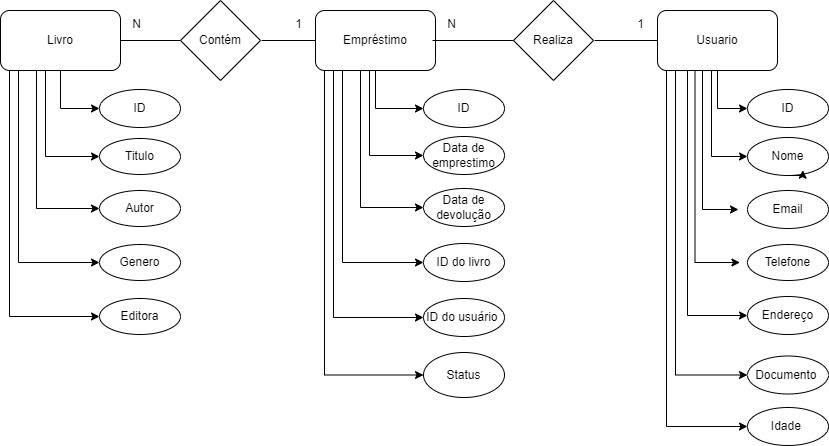 Livro
N
Contém
1
Empréstimo
N
Realiza
1
Usuario
ID
Titulo
Autor
Genero
Editora
ID
Data de
emprestimo
Data de
devolução
ID do livro
ID do usuário
Status
ID
Nome
Email
Telefone
Endereço
Documento
Idade